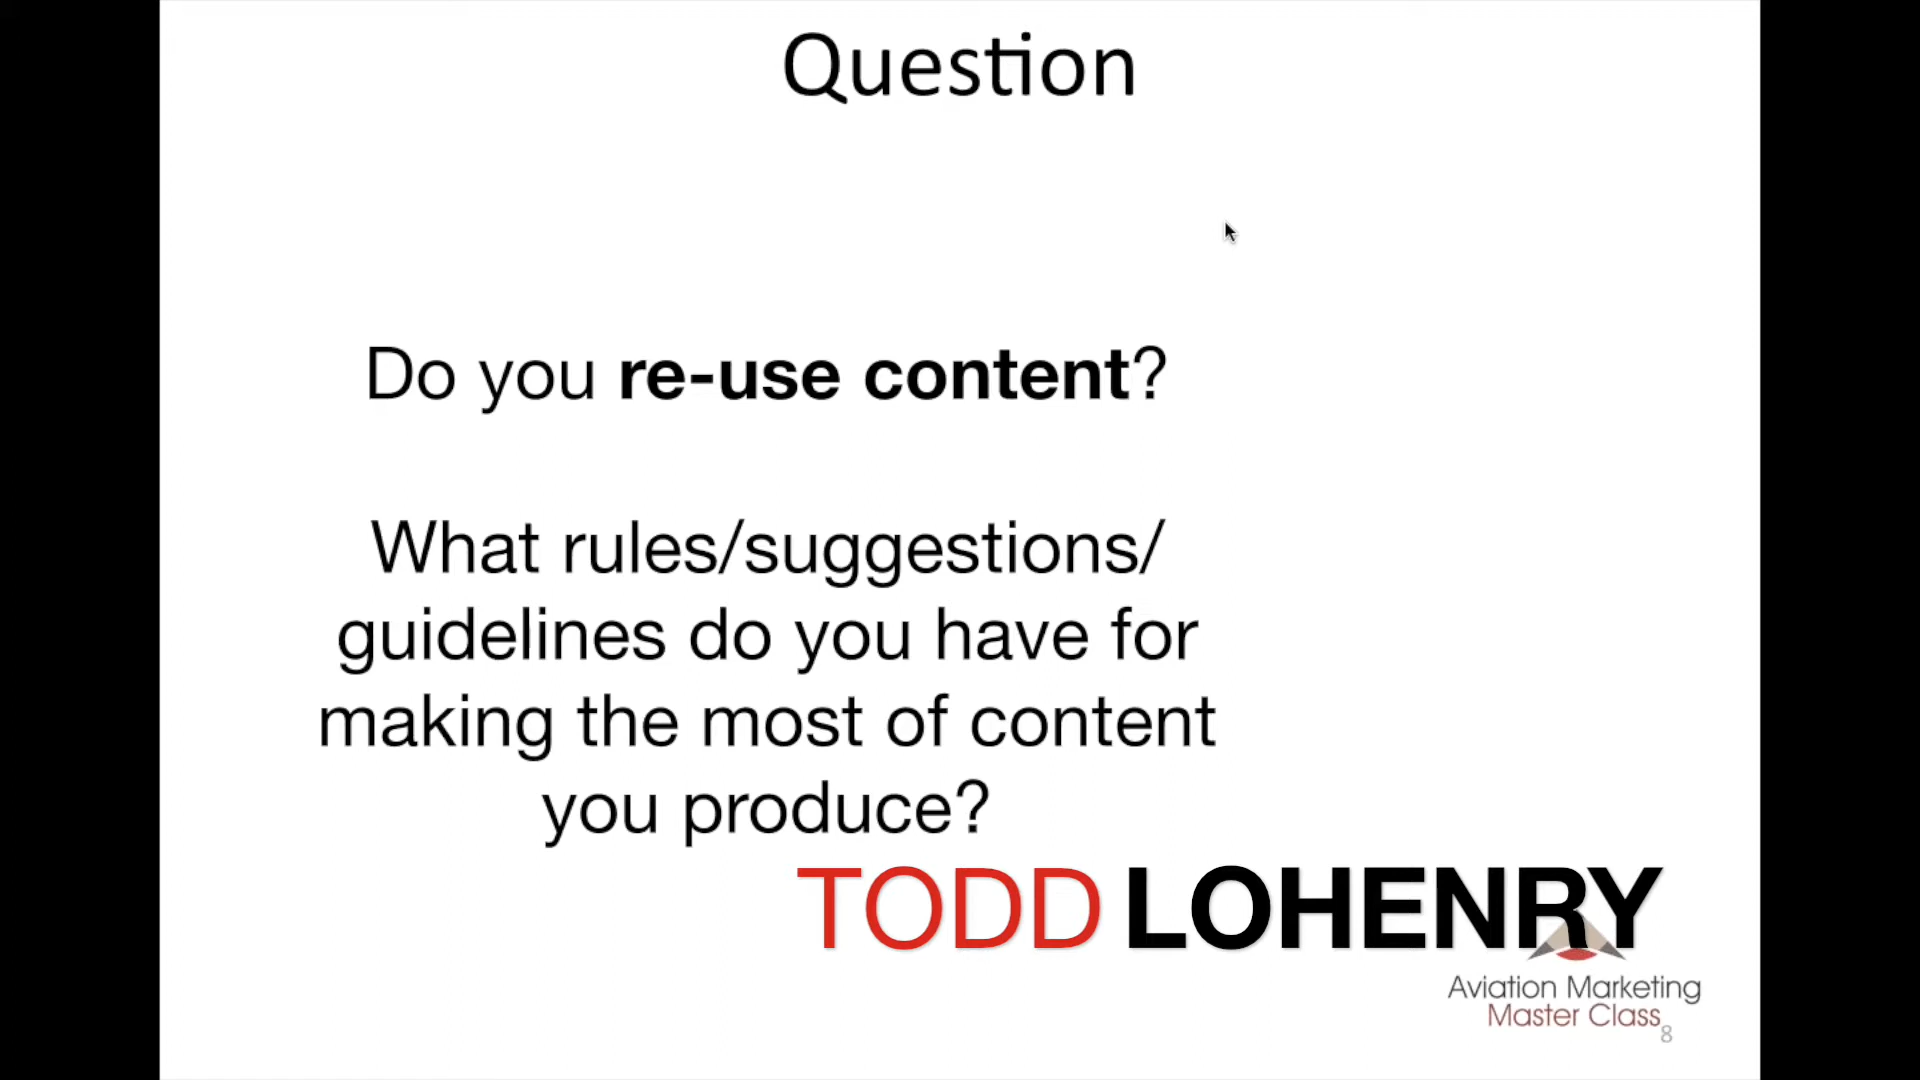 Question
Do you re-use content?
What rules/suggestions/
guidelines do you have for
making the most of content
you produce?
TODD LOHENRY
Aviation Marketing
Master Class
8